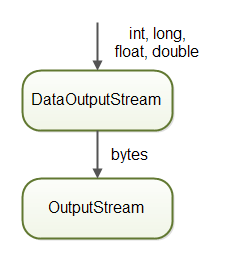 int, long,
float, double
DataOutputStream
bytes
OutputStream